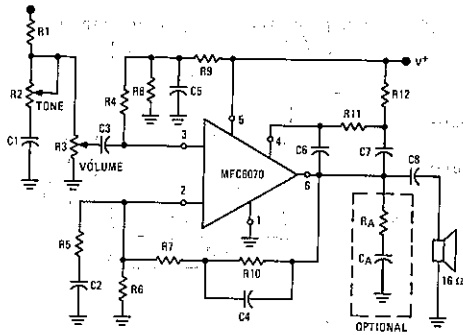 R1
R2
TONE
C1
R3
VOLUME
C3
R4
R8
C5
R9
V+
R12
R11
C6
C7
C8
3
2
5
4
6
1
MFC8070
R5
C2
R6
R7
R10
C4
RA
CA
OPTIONAL
16 Ω